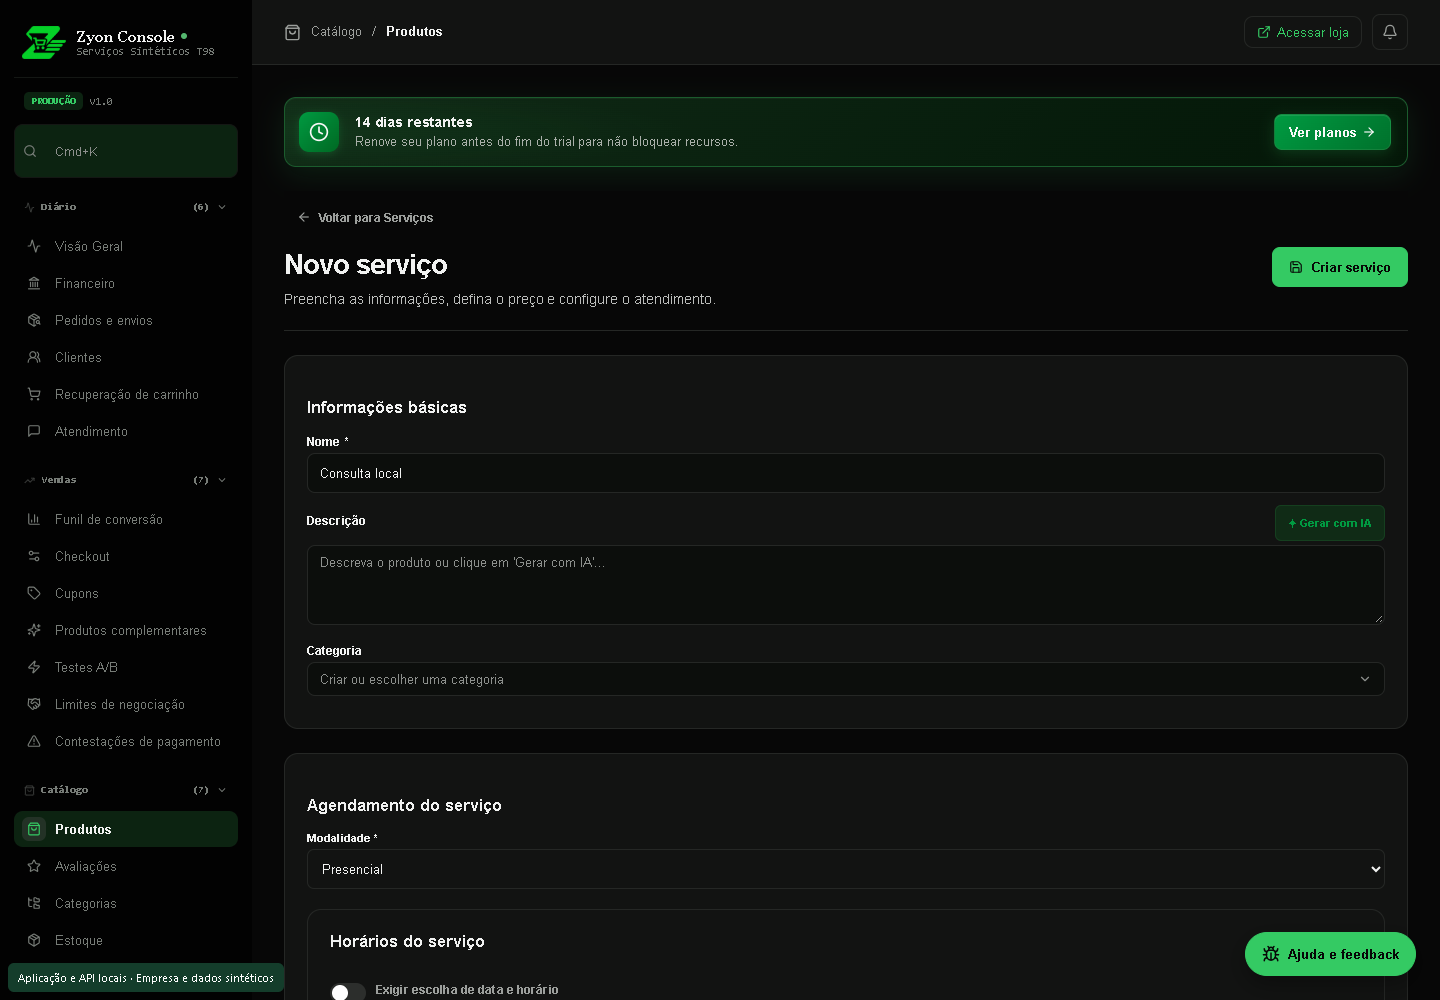 Zyon Console
Serviços Sintéticos T98
PRODUÇÃO v1.0
Cmd+K
Diário (6)
Visão Geral
Financeiro
Pedidos e envios
Clientes
Recuperação de carrinho
Atendimento
Vendas (7)
Funil de conversão
Checkout
Cupons
Produtos complementares
Testes A/B
Limites de negociação
Contestações de pagamento
Catálogo (7)
Produtos
Avaliações
Categorias
Estoque
Aplicação e API locais · Empresa e dados sintéticos
Catálogo / Produtos
Acessar loja
14 dias restantes
Renove seu plano antes do fim do trial para não bloquear recursos.
Ver planos
Voltar para Serviços
Novo serviço
Preencha as informações, defina o preço e configure o atendimento.
Criar serviço
Informações básicas
Nome *
Consulta local
Descrição
Gerar com IA
Descreva o produto ou clique em 'Gerar com IA'...
Categoria
Criar ou escolher uma categoria
Agendamento do serviço
Modalidade *
Presencial
Horários do serviço
Exigir escolha de data e horário
Ajuda e feedback